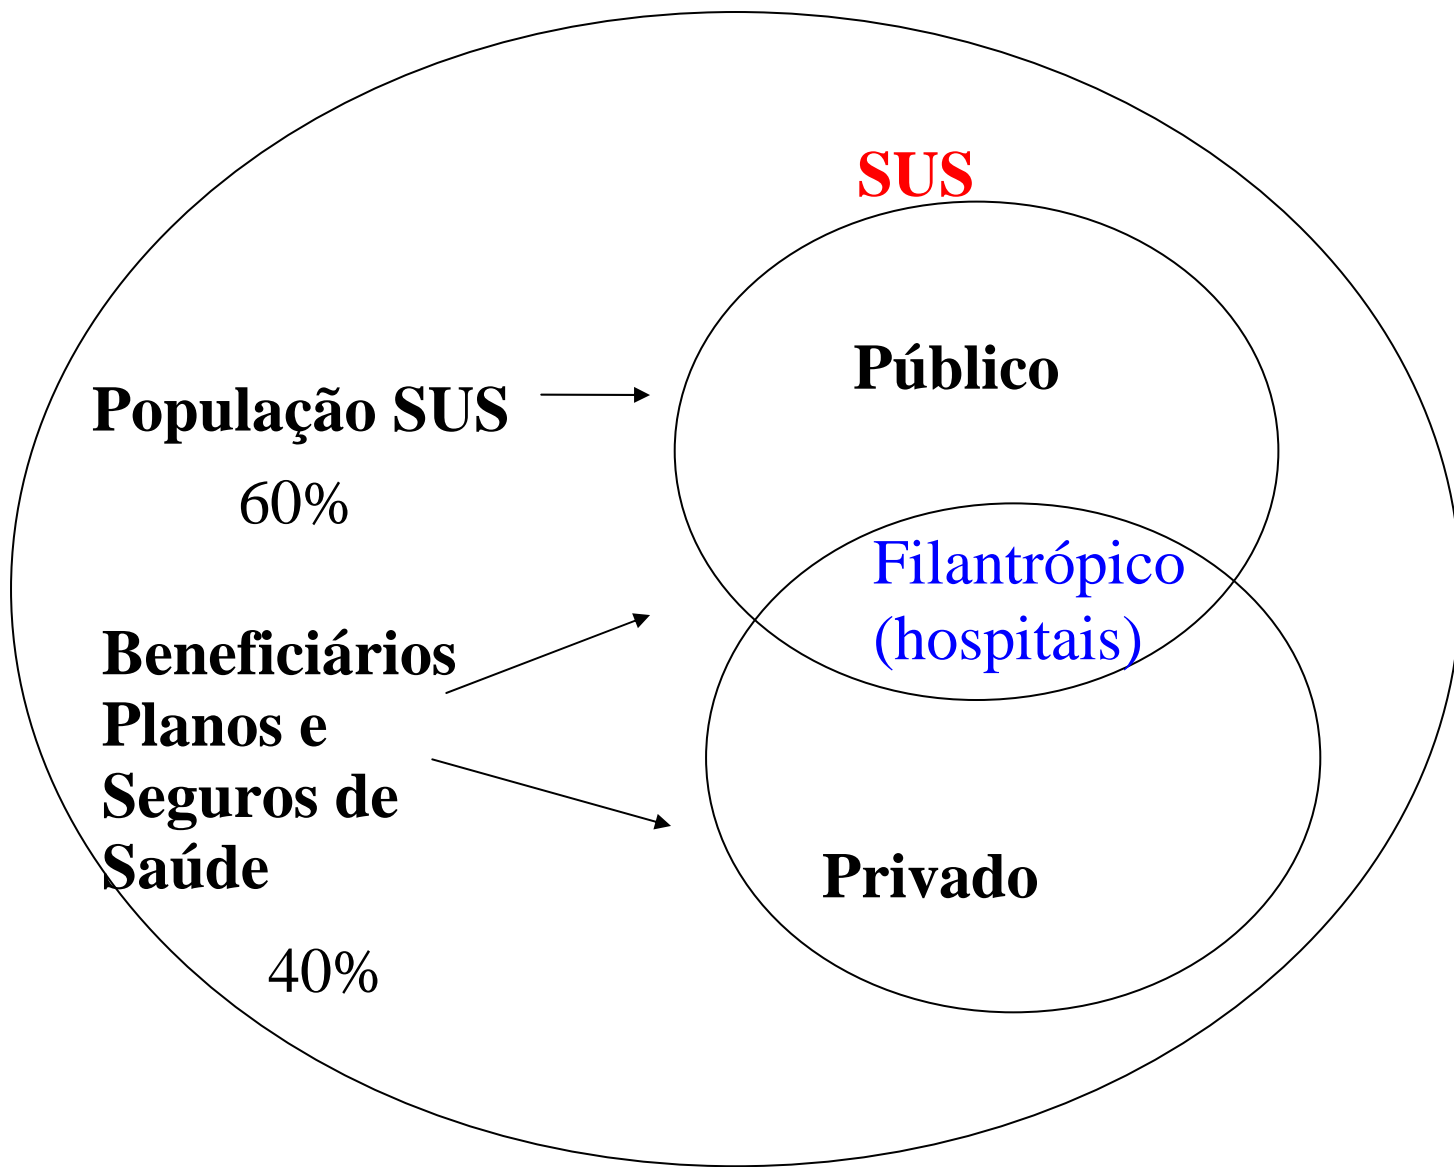 SUS
Público
População SUS
60%
Filantrópico
(hospitais)
Beneficiários
Planos e
Seguros de
Saúde
Privado
40%